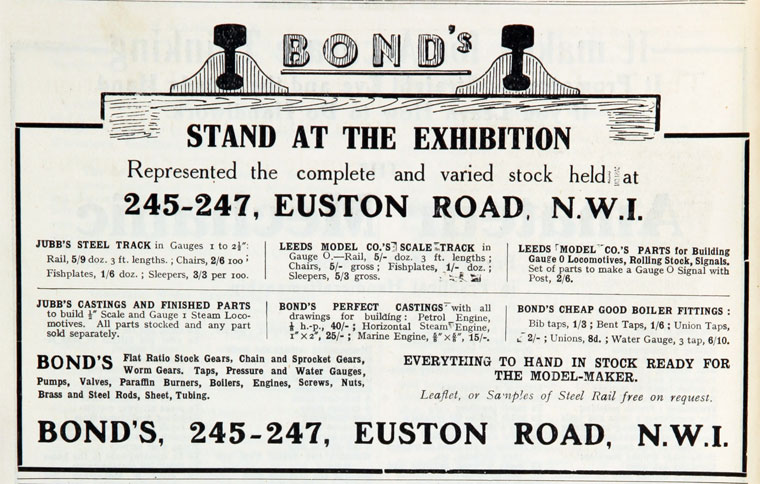 BOND'S
STAND AT THE EXHIBITION
Represented the complete and varied stock held at
245-247, EUSTON ROAD, N.W.I.
JUBB'S STEEL TRACK in Gauges 1 to 2½":
Rail, 5/9 doz. 3 ft. lengths. ; Chairs, 2/6 100 ;
Fishplates, 1/6 doz. ; Sleepers, 3/3 per 100.
LEEDS MODEL CO.'S SCALE TRACK in
Gauge O.—Rail, 5/- doz. 3 ft. lengths ;
Chairs, 5/- gross ; Fishplates, 1/- doz. ;
Sleepers, 5/3 gross.
LEEDS MODEL CO.'S PARTS for Building
Gauge O Locomotives, Rolling Stock, Signals,
Set of parts to make a Gauge O Signal with
Post, 2/6.
JUBB'S CASTINGS AND FINISHED PARTS
to build ½" Scale and Gauge 1 Steam Loco-
motives. All parts stocked and any part
sold separately.
BOND'S PERFECT CASTINGS with all
drawings for building: Petrol Engine,
h.-p., 40/- ; Horizontal Steam Engine,
1" × 2", 25/- ; Marine Engine, 15/-.
BOND'S CHEAP GOOD BOILER FITTINGS :
Bib taps, 1/3 ; Bent Taps, 1/6 ; Union Taps,
2/- ; Unions, 8d. ; Water Gauge, 3 tap, 6/10.
BOND'S Flat Ratio Stock Gears, Chain and Sprocket Gears,
Worm Gears. Taps, Pressure and Water Gauges,
Pumps, Valves, Paraffin Burners, Boilers, Engines, Screws, Nuts,
Brass and Steel Rods, Sheet, Tubing.
EVERYTHING TO HAND IN STOCK READY FOR
THE MODEL-MAKER.
Leaflet, or Samples of Steel Rail free on request.
BOND'S, 245-247, EUSTON ROAD, N.W.I.